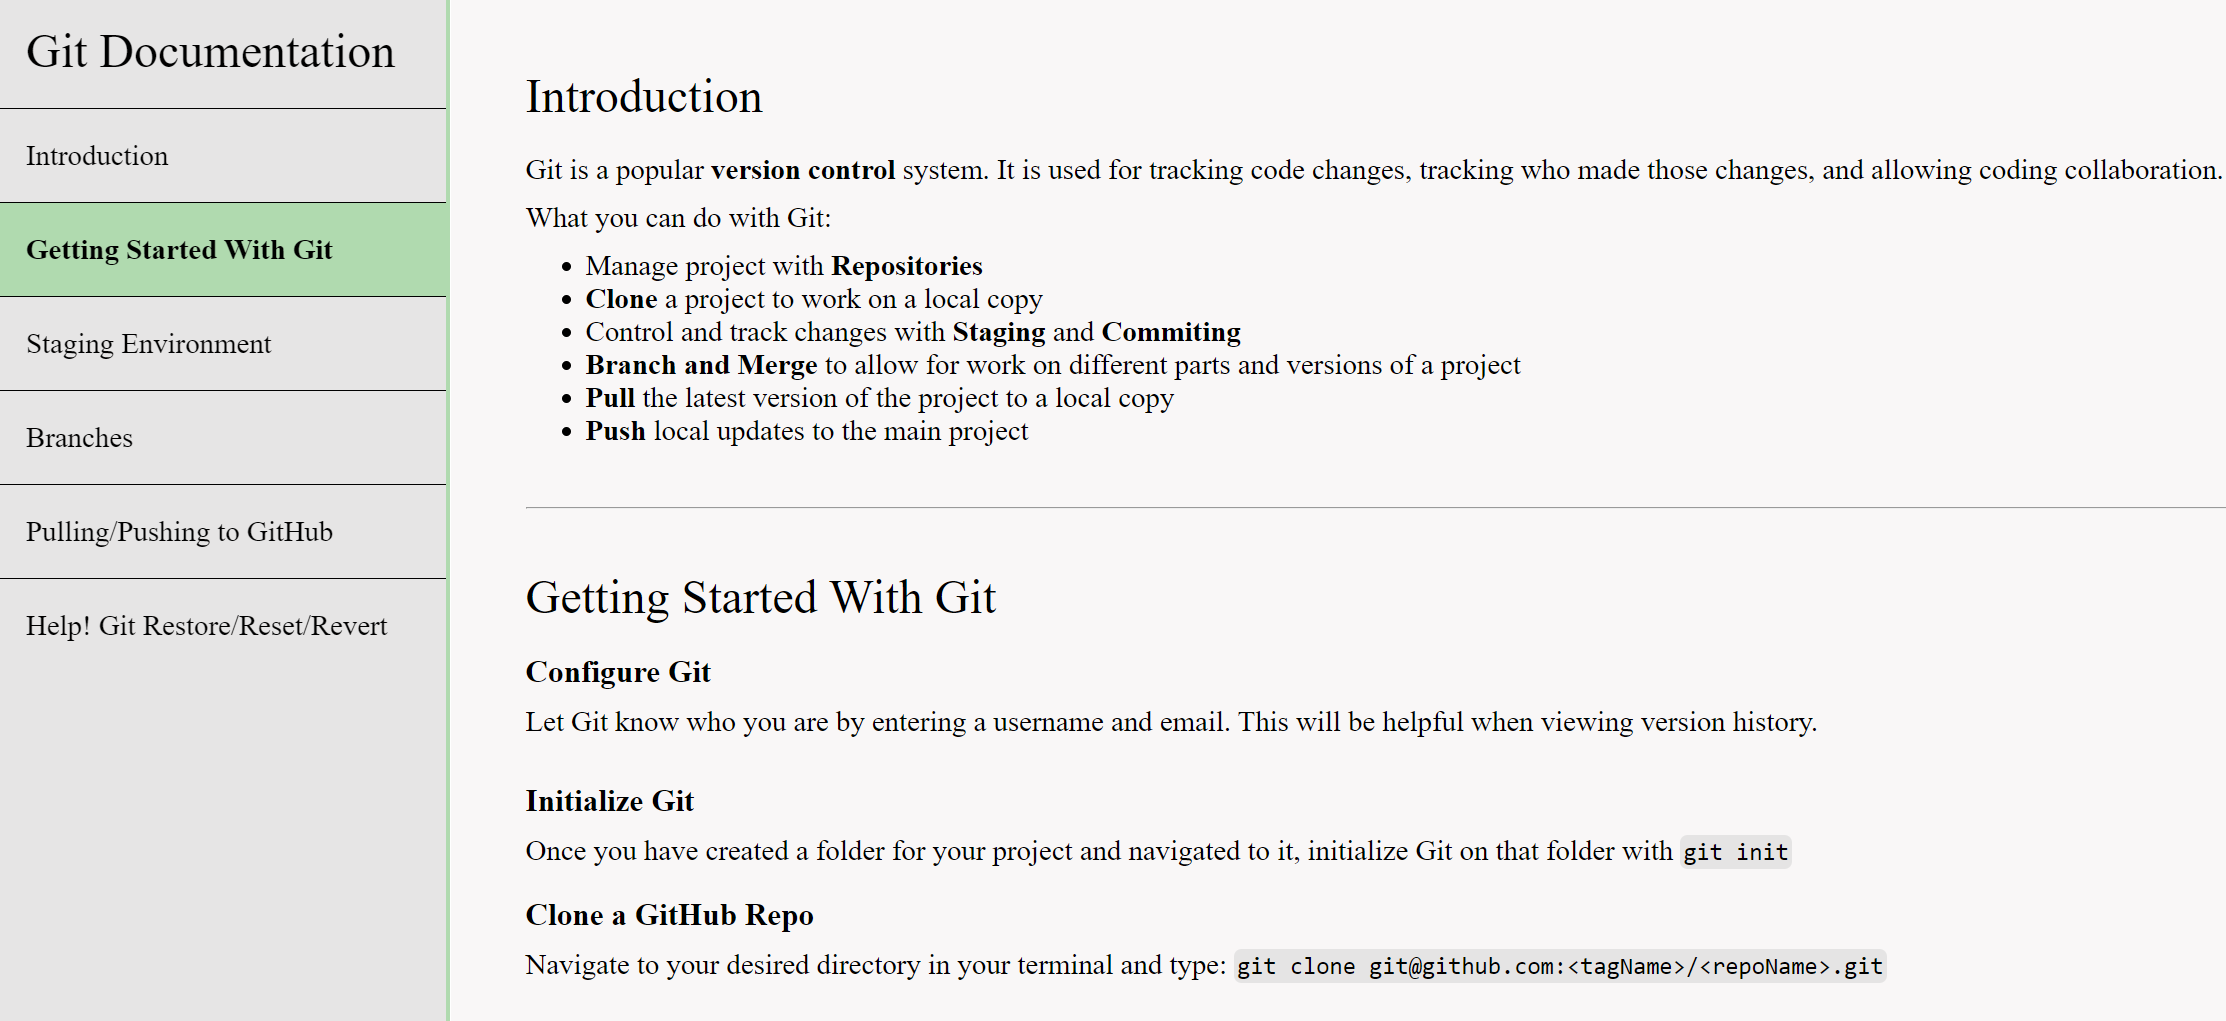 Git Documentation
Introduction
Getting Started With Git
Staging Environment
Branches
Pulling/Pushing to GitHub
Help! Git Restore/Reset/Revert
Introduction
Git is a popular version control system. It is used for tracking code changes, tracking who made those changes, and allowing coding collaboration.
What you can do with Git:
• Manage project with Repositories
• Clone a project to work on a local copy
• Control and track changes with Staging and Commiting
• Branch and Merge to allow for work on different parts and versions of a project
• Pull the latest version of the project to a local copy
• Push local updates to the main project
Getting Started With Git
Configure Git
Let Git know who you are by entering a username and email. This will be helpful when viewing version history.
Initialize Git
Once you have created a folder for your project and navigated to it, initialize Git on that folder with git init
Clone a GitHub Repo
Navigate to your desired directory in your terminal and type: git clone git@github.com:<tagName>/<repoName>.git